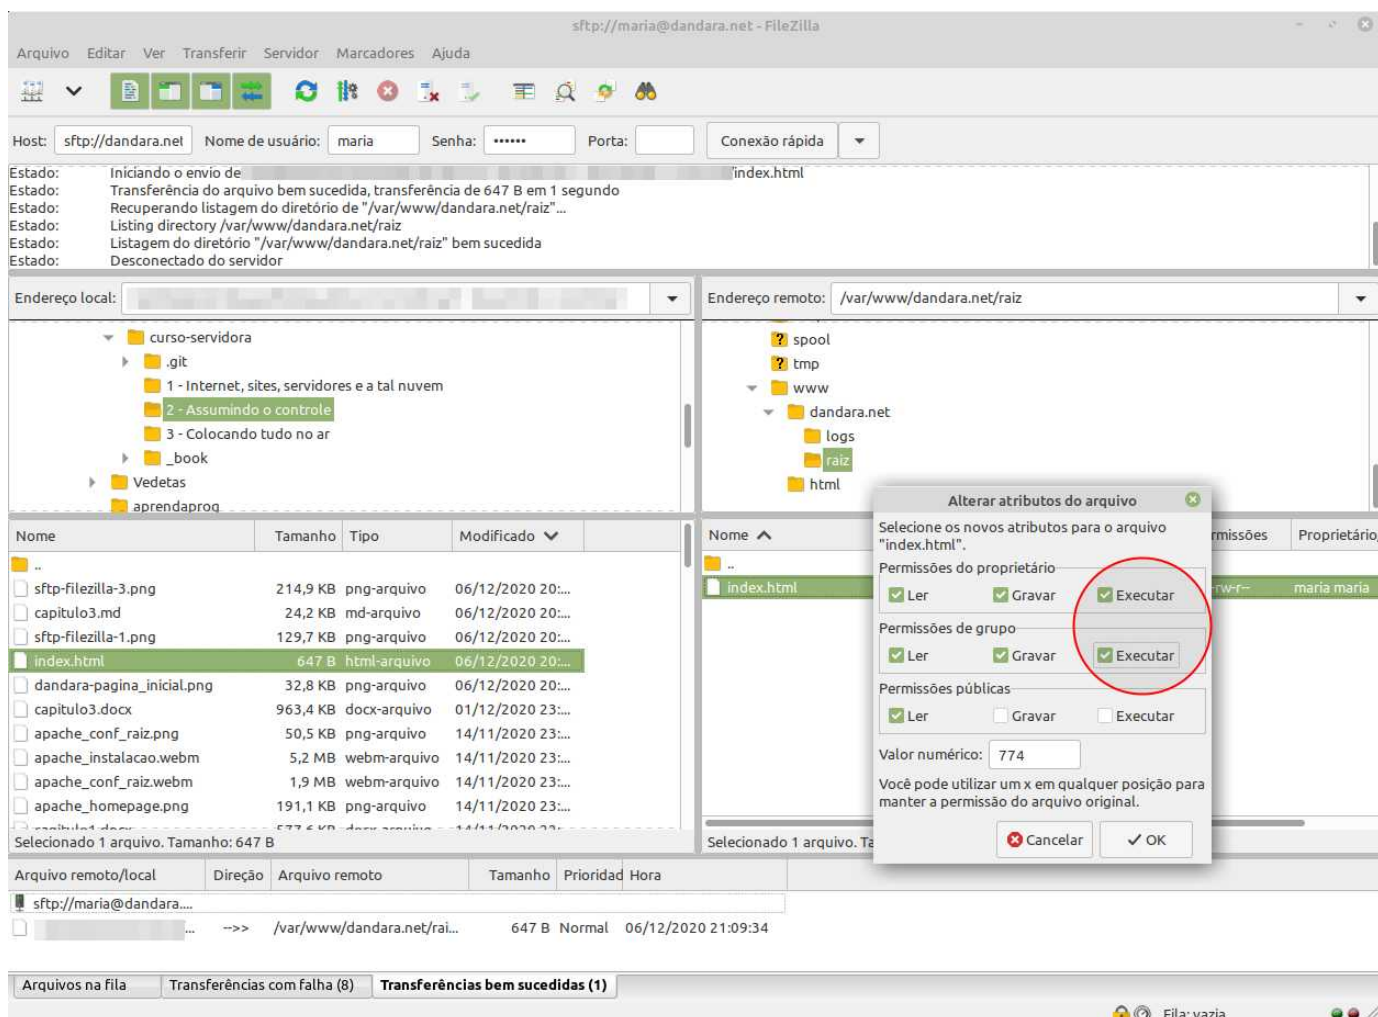 sftp://maria@dandara.net - FileZilla
Arquivo Editar Ver Transferir Servidor Marcadores Ajuda
Host: sftp://dandara.net Nome de usuário: maria Senha: •••••• Porta: Conexão rápida
Estado: Iniciando o envio de /index.html
Estado: Transferência do arquivo bem sucedida, transferência de 647 B em 1 segundo
Estado: Recuperando listagem do diretório de "/var/www/dandara.net/raiz"...
Estado: Listing directory /var/www/dandara.net/raiz
Estado: Listagem do diretório "/var/www/dandara.net/raiz" bem sucedida
Estado: Desconectado do servidor
Endereço local:
curso-servidora
.git
1 - Internet, sites, servidores e a tal nuvem
2 - Assumindo o controle
3 - Colocando tudo no ar
_book
Vedetas
aprendaprog
Endereço remoto: /var/www/dandara.net/raiz
spool
tmp
www
dandara.net
logs
raiz
html
Nome Tamanho Tipo Modificado
..
sftp-filezilla-3.png 214,9 KB png-arquivo 06/12/2020 20:...
capitulo3.md 24,2 KB md-arquivo 06/12/2020 20:...
sftp-filezilla-1.png 129,7 KB png-arquivo 06/12/2020 20:...
index.html 647 B html-arquivo 06/12/2020 20:...
dandara-pagina_inicial.png 32,8 KB png-arquivo 06/12/2020 20:...
capitulo3.docx 963,4 KB docx-arquivo 01/12/2020 23:...
apache_conf_raiz.png 50,5 KB png-arquivo 14/11/2020 23:...
apache_instalacao.webm 5,2 MB webm-arquivo 14/11/2020 23:...
apache_conf_raiz.webm 1,9 MB webm-arquivo 14/11/2020 23:...
apache_homepage.png 191,1 KB png-arquivo 14/11/2020 23:...
Selecionado 1 arquivo. Tamanho: 647 B
Nome rmissões Proprietário
..
index.html -rw-r-- maria maria
Selecionado 1 arquivo. Ta
Alterar atributos do arquivo
Selecione os novos atributos para o arquivo
"index.html".
Permissões do proprietário
Ler Gravar Executar
Permissões de grupo
Ler Gravar Executar
Permissões públicas
Ler Gravar Executar
Valor numérico: 774
Você pode utilizar um x em qualquer posição para
manter a permissão do arquivo original.
Cancelar OK
Arquivo remoto/local Direção Arquivo remoto Tamanho Prioridad Hora
sftp://maria@dandara....
... -->> /var/www/dandara.net/rai... 647 B Normal 06/12/2020 21:09:34
Arquivos na fila Transferências com falha (8) Transferências bem sucedidas (1)
Fila: vazia